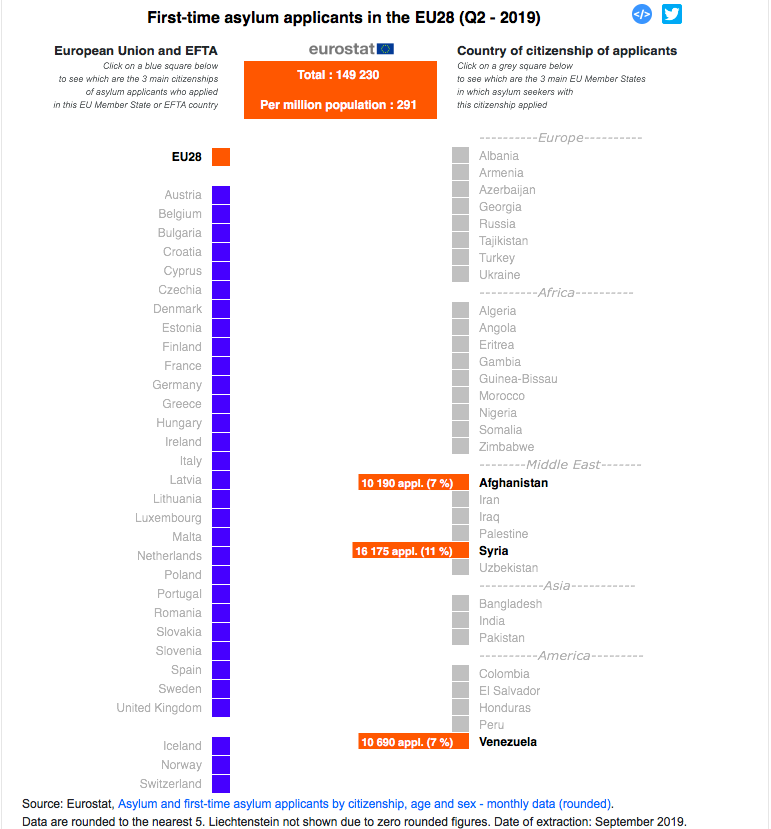 First-time asylum applicants in the EU28 (Q2 - 2019)
</>
European Union and EFTA
Click on a blue square below
to see which are the 3 main citizenships
of asylum applicants who applied
in this EU Member State or EFTA country
eurostat
Total : 149 230
Per million population : 291
Country of citizenship of applicants
Click on a grey square below
to see which are the 3 main EU Member States
in which asylum seekers with
this citizenship applied
EU28
Austria
Belgium
Bulgaria
Croatia
Cyprus
Czechia
Denmark
Estonia
Finland
France
Germany
Greece
Hungary
Ireland
Italy
Latvia
Lithuania
Luxembourg
Malta
Netherlands
Poland
Portugal
Romania
Slovakia
Slovenia
Spain
Sweden
United Kingdom
Iceland
Norway
Switzerland
----------Europe----------
Albania
Armenia
Azerbaijan
Georgia
Russia
Tajikistan
Turkey
Ukraine
----------Africa----------
Algeria
Angola
Eritrea
Gambia
Guinea-Bissau
Morocco
Nigeria
Somalia
Zimbabwe
--------Middle East-------
10 190 appl. (7 %) Afghanistan
Iran
Iraq
Palestine
16 175 appl. (11 %) Syria
Uzbekistan
-----------Asia-----------
Bangladesh
India
Pakistan
----------America---------
Colombia
El Salvador
Honduras
Peru
10 690 appl. (7 %) Venezuela
Source: Eurostat, Asylum and first-time asylum applicants by citizenship, age and sex - monthly data (rounded).
Data are rounded to the nearest 5. Liechtenstein not shown due to zero rounded figures. Date of extraction: September 2019.